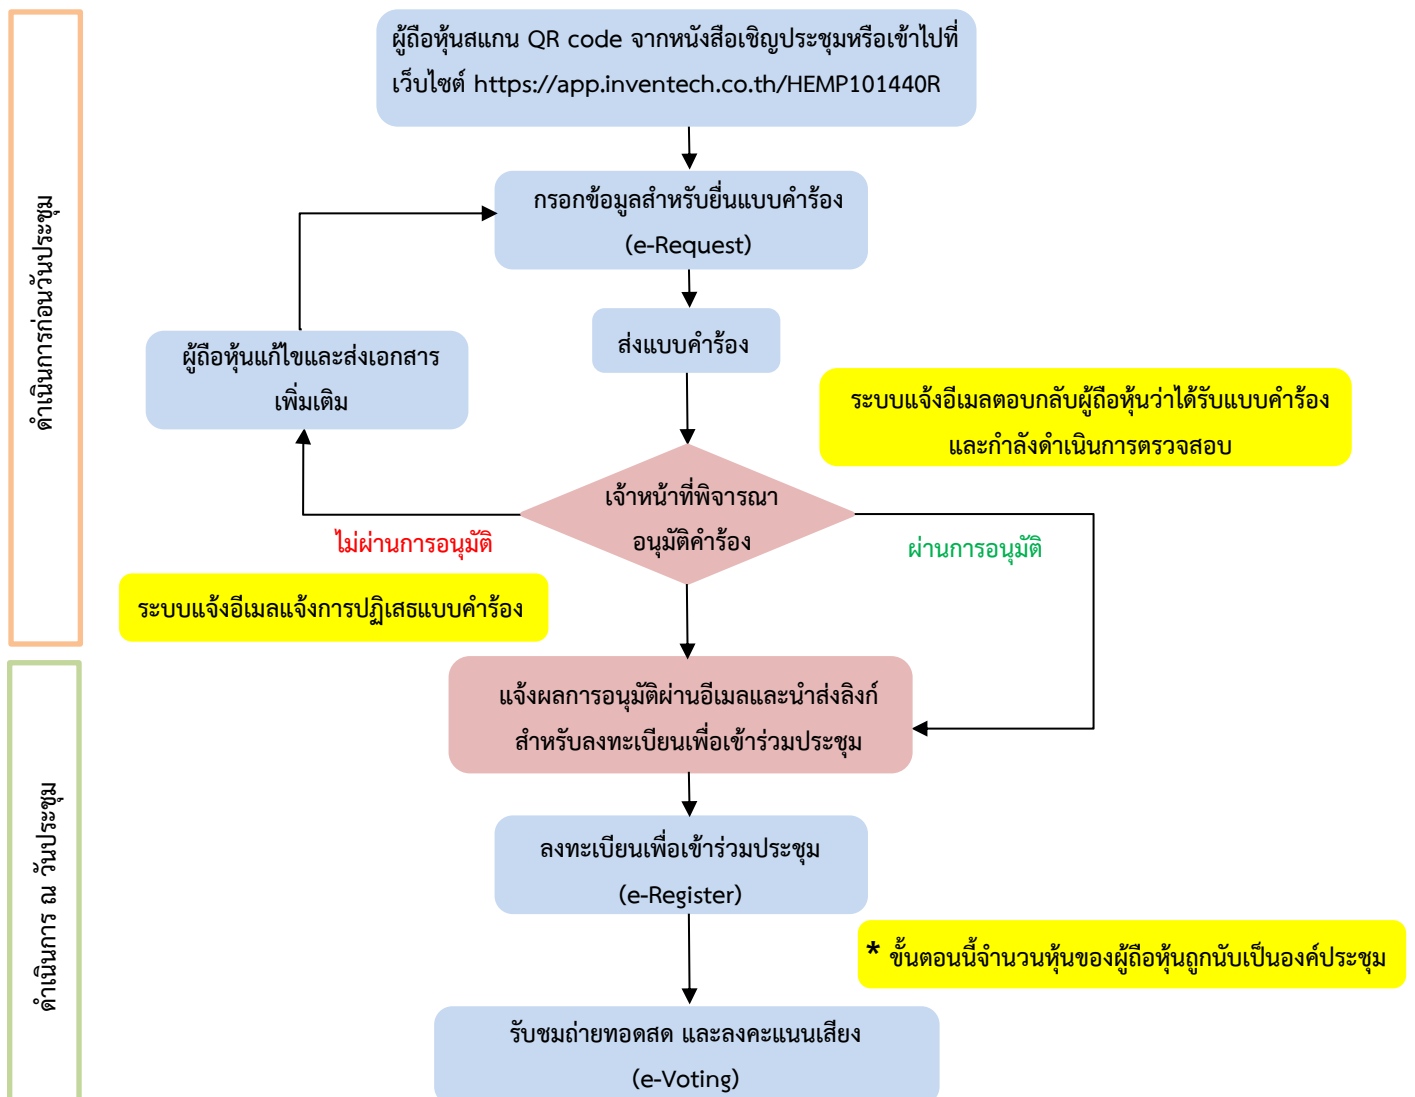 ดำเนินการก่อนวันประชุม
ผู้ถือหุ้นสแกน QR code จากหนังสือเชิญประชุมหรือเข้าไปที่
เว็บไซต์ https://app.inventech.co.th/HEMP101440R
กรอกข้อมูลสำหรับยื่นแบบคำร้อง
(e-Request)
ส่งแบบคำร้อง
ผู้ถือหุ้นแก้ไขและส่งเอกสาร
เพิ่มเติม
ระบบแจ้งอีเมลตอบกลับผู้ถือหุ้นว่าได้รับแบบคำร้อง
และกำลังดำเนินการตรวจสอบ
เจ้าหน้าที่พิจารณา
อนุมัติคำร้อง
ไม่ผ่านการอนุมัติ
ผ่านการอนุมัติ
ระบบแจ้งอีเมลแจ้งการปฏิเสธแบบคำร้อง
ดำเนินการ ณ วันประชุม
แจ้งผลการอนุมัติผ่านอีเมลและนำส่งลิงก์
สำหรับลงทะเบียนเพื่อเข้าร่วมประชุม
ลงทะเบียนเพื่อเข้าร่วมประชุม
(e-Register)
* ขั้นตอนนี้จำนวนหุ้นของผู้ถือหุ้นถูกนับเป็นองค์ประชุม
รับชมถ่ายทอดสด และลงคะแนนเสียง
(e-Voting)